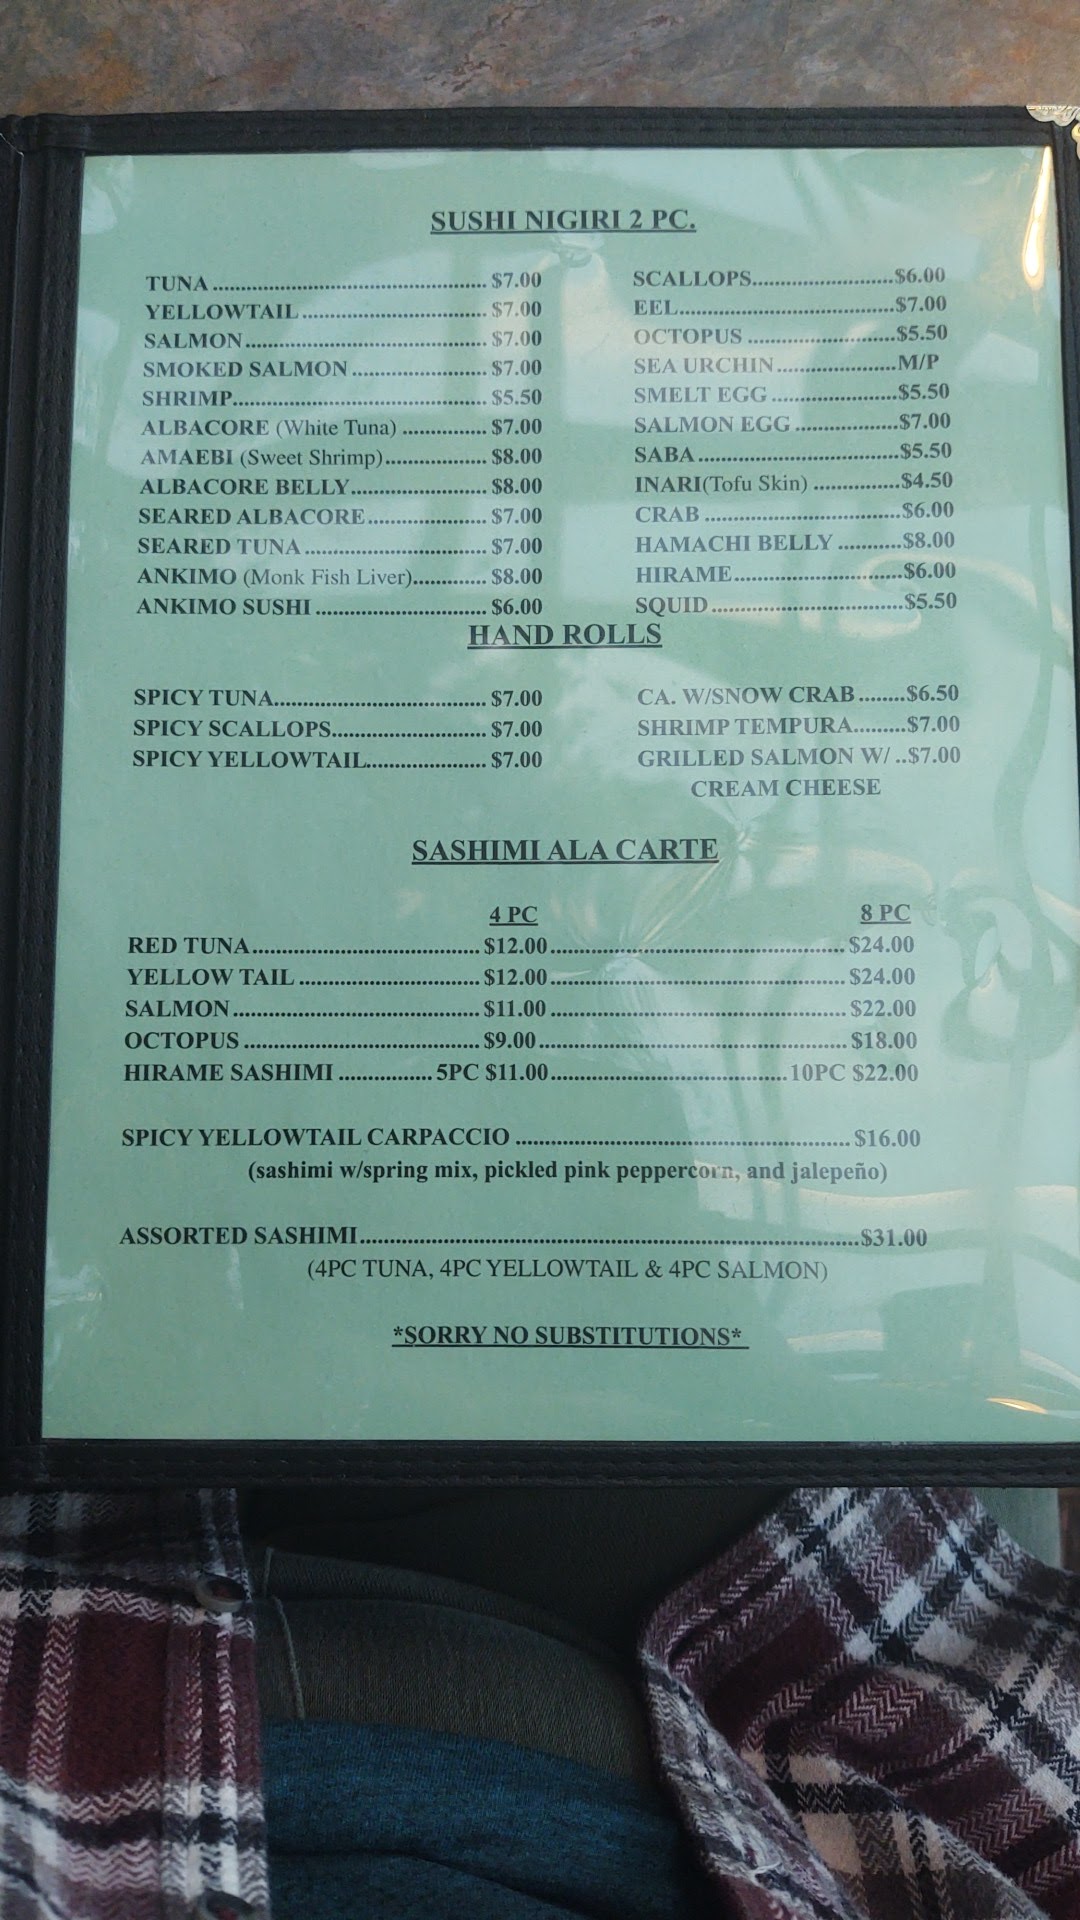 SUSHI NIGIRI 2 PC.
TUNA ........ $7.00
YELLOWTAIL ........ $7.00
SALMON ........ $7.00
SMOKED SALMON ........ $7.00
SHRIMP ........ $5.50
ALBACORE (White Tuna) ........ $7.00
AMAEBI (Sweet Shrimp) ........ $8.00
ALBACORE BELLY ........ $8.00
SEARED ALBACORE ........ $7.00
SEARED TUNA ........ $7.00
ANKIMO (Monk Fish Liver) ........ $8.00
ANKIMO SUSHI ........ $6.00
SCALLOPS ........ $6.00
EEL ........ $7.00
OCTOPUS ........ $5.50
SEA URCHIN ........ M/P
SMELT EGG ........ $5.50
SALMON EGG ........ $7.00
SABA ........ $5.50
INARI(Tofu Skin) ........ $4.50
CRAB ........ $6.00
HAMACHI BELLY ........ $8.00
HIRAME ........ $6.00
SQUID ........ $5.50
HAND ROLLS
SPICY TUNA ........ $7.00
SPICY SCALLOPS ........ $7.00
SPICY YELLOWTAIL ........ $7.00
CA. W/SNOW CRAB ........ $6.50
SHRIMP TEMPURA ........ $7.00
GRILLED SALMON W/ .. $7.00
CREAM CHEESE
SASHIMI ALA CARTE
4 PC 8 PC
RED TUNA ........ $12.00 ........ $24.00
YELLOW TAIL ........ $12.00 ........ $24.00
SALMON ........ $11.00 ........ $22.00
OCTOPUS ........ $9.00 ........ $18.00
HIRAME SASHIMI ........ 5PC $11.00 ........ 10PC $22.00
SPICY YELLOWTAIL CARPACCIO ........ $16.00
(sashimi w/spring mix, pickled pink peppercorn, and jalepeño)
ASSORTED SASHIMI ........ $31.00
(4PC TUNA, 4PC YELLOWTAIL & 4PC SALMON)
*SORRY NO SUBSTITUTIONS*